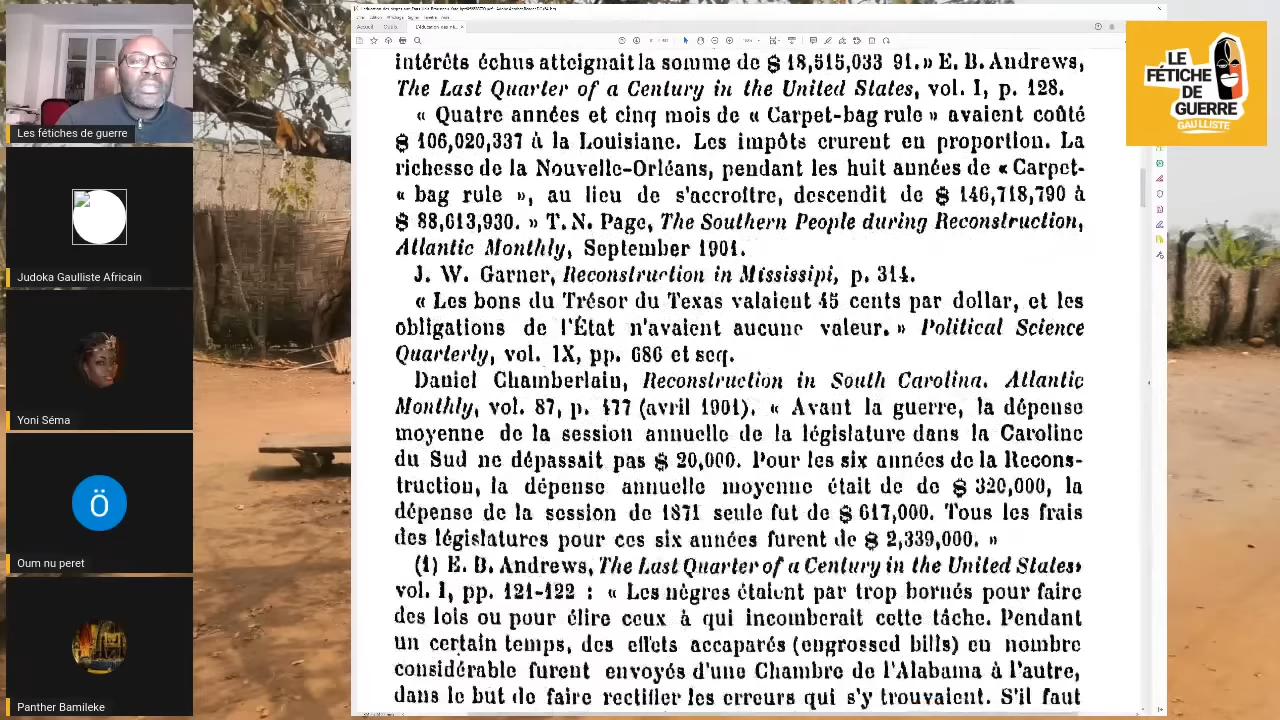 Les fétiches de guerre
Judoka Gaulliste Africain
Yoni Séma
Ö
Oum nu peret
Panther Bamileke
Accueil
Outils
intérêts échus atteignait la somme de $ 18,515,033 91. » E. B. Andrews,
The Last Quarter of a Century in the United States, vol. I, p. 128.
« Quatre années et cinq mois de « Carpet-bag rule » avaient coûté
$ 106,020,337 à la Louisiane. Les impôts crurent en proportion. La
richesse de la Nouvelle-Orléans, pendant les huit années de « Carpet-
« bag rule », au lieu de s'accroître, descendit de $ 146,718,790 à
$ 88,613,930. » T. N. Page, The Southern People during Reconstruction,
Atlantic Monthly, September 1901.
J. W. Garner, Reconstruction in Mississipi, p. 314.
« Les bons du Trésor du Texas valaient 45 cents par dollar, et les
obligations de l'État n'avaient aucune valeur. » Political Science
Quarterly, vol. IX, pp. 686 et seq.
Daniel Chamberlain, Reconstruction in South Carolina. Atlantic
Monthly, vol. 87, p. 477 (avril 1901). « Avant la guerre, la dépense
moyenne de la session annuelle de la législature dans la Caroline
du Sud ne dépassait pas $ 20,000. Pour les six années de la Recons-
truction, la dépense annuelle moyenne était de de $ 320,000, la
dépense de la session de 1871 seule fut de $ 617,000. Tous les frais
des législatures pour ces six années furent de $ 2,339,000. »
(1) E. B. Andrews, The Last Quarter of a Century in the United States,
vol. I, pp. 121-122 : « Les nègres étaient par trop bornés pour faire
des lois ou pour élire ceux à qui incomberait cette tâche. Pendant
un certain temps, des effets accaparés (engrossed bills) en nombre
considérable furent envoyés d'une Chambre de l'Alabama à l'autre,
dans le but de faire rectifier les erreurs qui s'y trouvaient. S'il faut
LE
FÉTICHE
DE
GUERRE
GAULLISTE